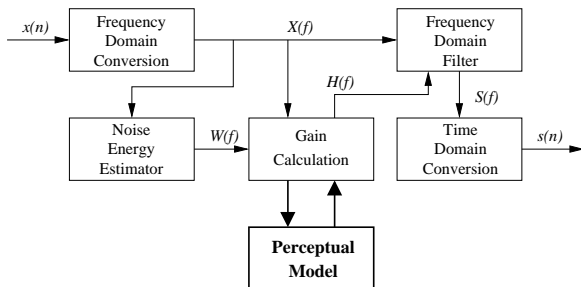 x(n)
Frequency
Domain
Conversion
X(f)
Frequency
Domain
Filter
H(f)
S(f)
Noise
Energy
Estimator
W(f)
Gain
Calculation
Time
Domain
Conversion
s(n)
Perceptual
Model